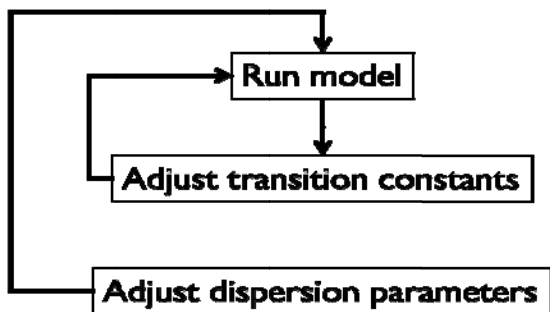 Run model
Adjust transition constants
Adjust dispersion parameters